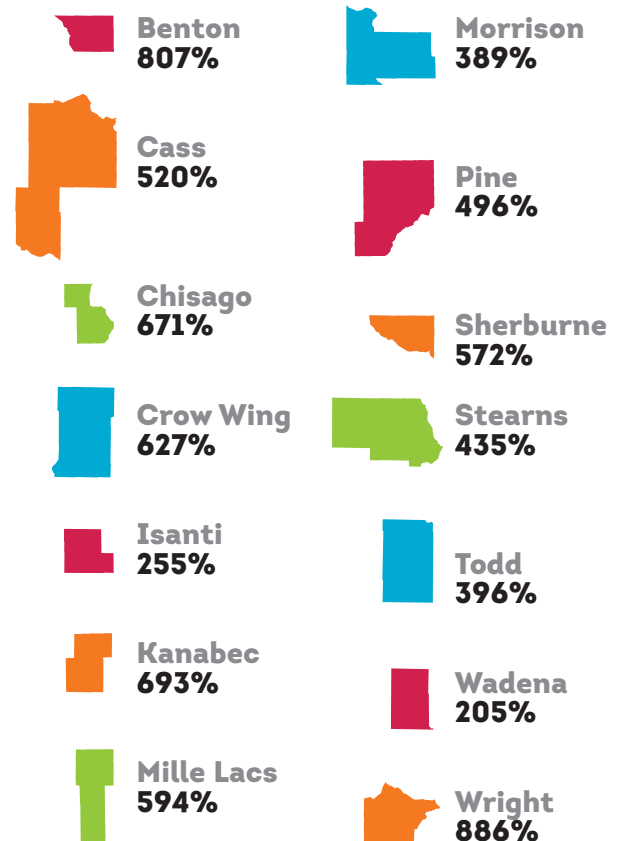 Benton
807%
Cass
520%
Chisago
671%
Crow Wing
627%
Isanti
255%
Kanabec
693%
Mille Lacs
594%
Morrison
389%
Pine
496%
Sherburne
572%
Stearns
435%
Todd
396%
Wadena
205%
Wright
886%